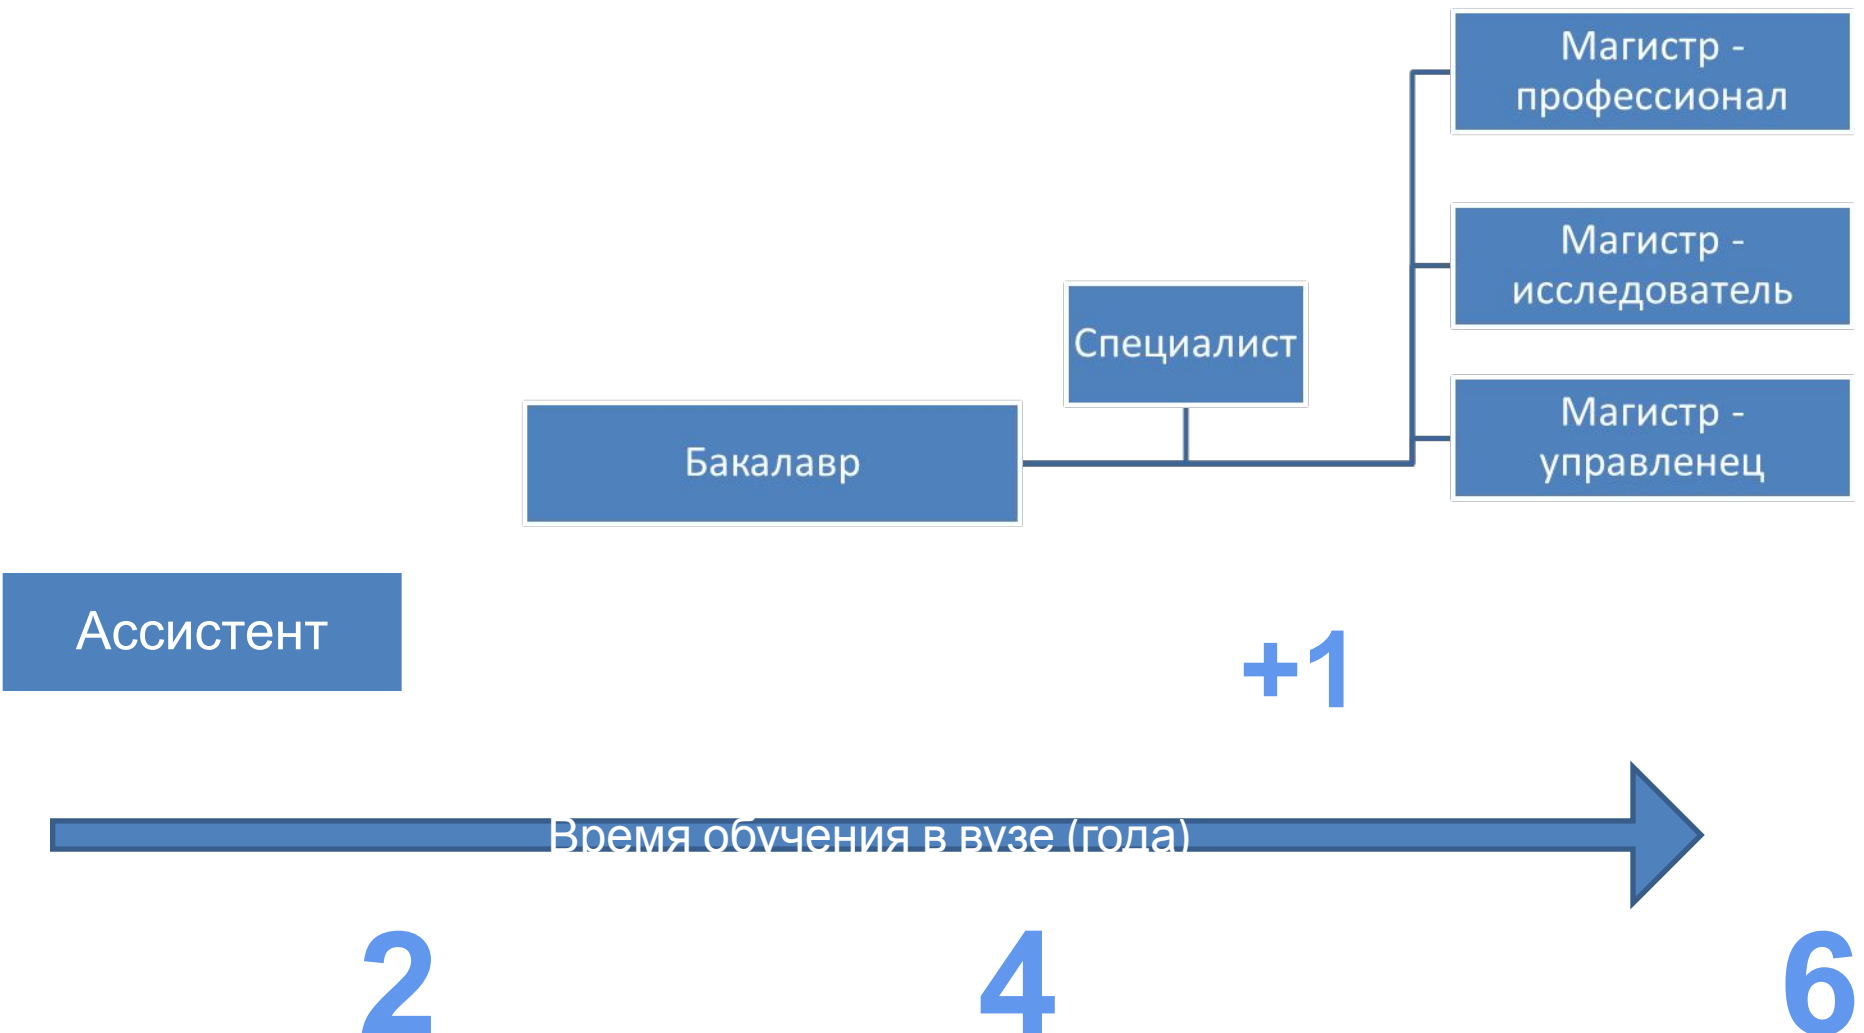 Магистр -
профессионал
Магистр -
исследователь
Специалист
Магистр -
управленец
Бакалавр
Ассистент
+1
Время обучения в вузе (года)
2
4
6